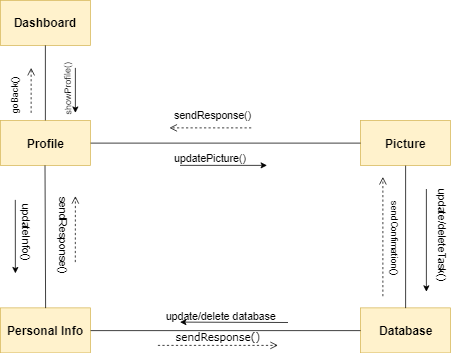 Dashboard
goBack()
showProfile()
sendResponse()
Profile
Picture
updatePicture()
updateInfo()
sendResponse()
sendConfirmation()
update/deleteTask()
update/delete database
Personal Info
Database
sendResponse()